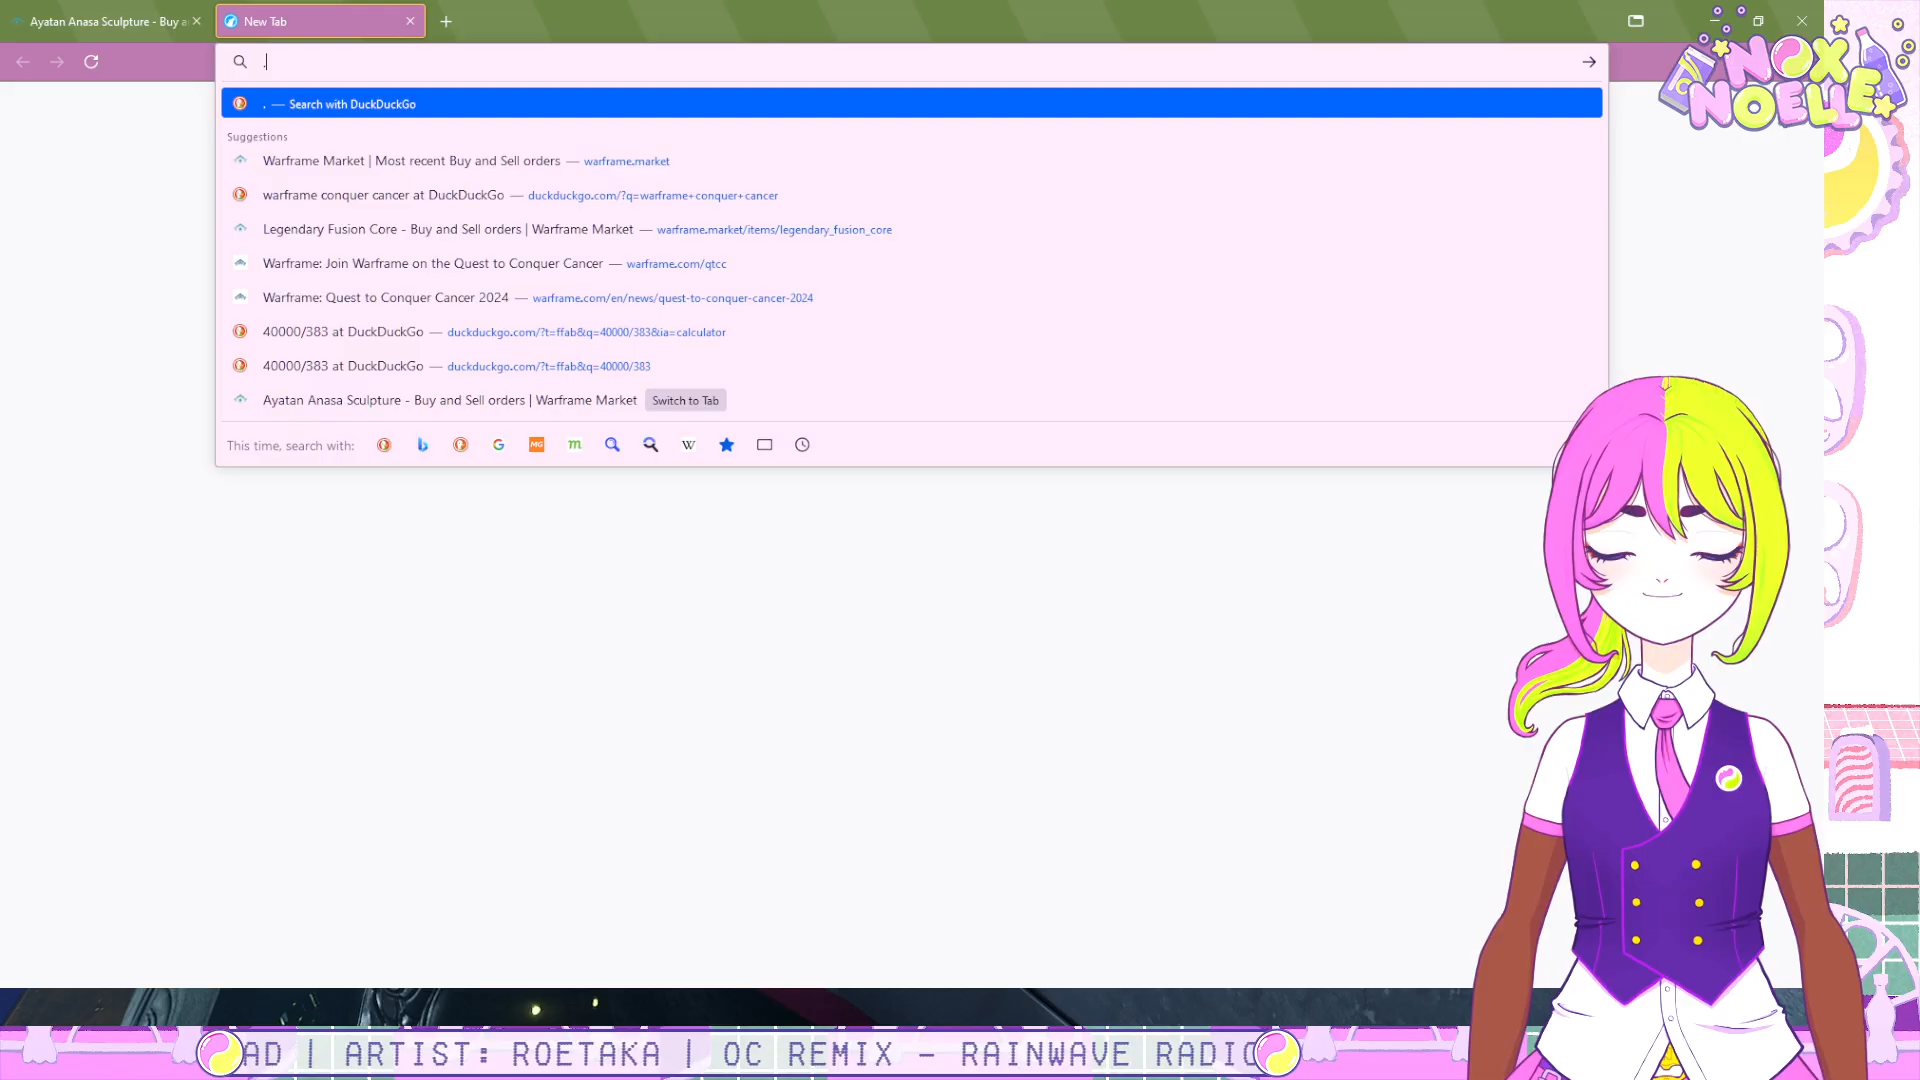 Ayatan Anasa Sculpture - Buy a
New Tab
NOX NOELLE
.
. — Search with DuckDuckGo
Suggestions
Warframe Market | Most recent Buy and Sell orders — warframe.market
warframe conquer cancer at DuckDuckGo — duckduckgo.com/?q=warframe+conquer+cancer
Legendary Fusion Core - Buy and Sell orders | Warframe Market — warframe.market/items/legendary_fusion_core
Warframe: Join Warframe on the Quest to Conquer Cancer — warframe.com/qtcc
Warframe: Quest to Conquer Cancer 2024 — warframe.com/en/news/quest-to-conquer-cancer-2024
40000/383 at DuckDuckGo — duckduckgo.com/?t=ffab&q=40000/383&ia=calculator
40000/383 at DuckDuckGo — duckduckgo.com/?t=ffab&q=40000/383
Ayatan Anasa Sculpture - Buy and Sell orders | Warframe Market Switch to Tab
This time, search with: G MG m W
AD | ARTIST: ROETAKA | OC REMIX - RAINWAVE RADIO